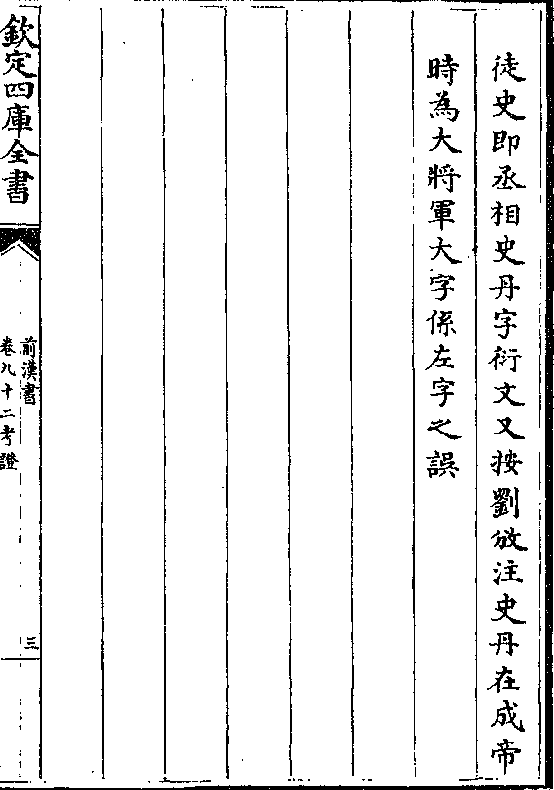 徒史即丞相史丹字衍文又按劉攽注史丹在成帝
時為大將軍大字係左字之誤
欽定四庫全書
前漢書
卷九十二考證
三